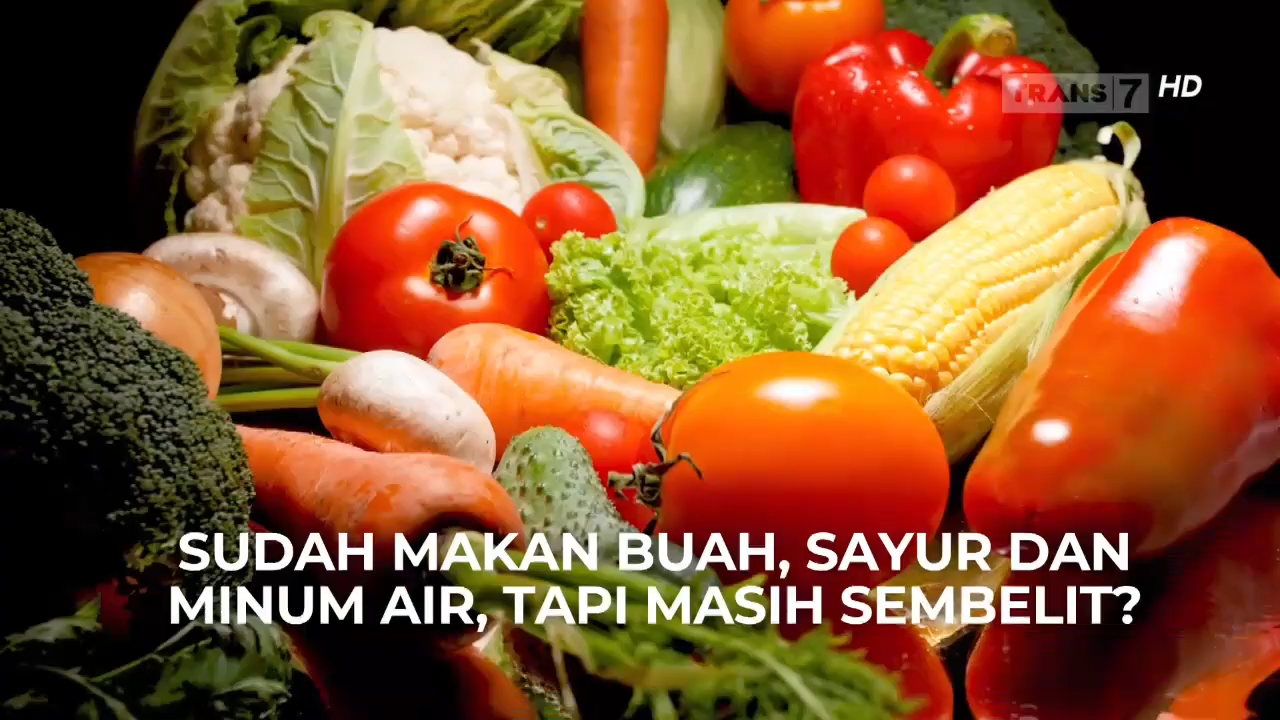 TRANS|7 HD
SUDAH MAKAN BUAH, SAYUR DAN
MINUM AIR, TAPI MASIH SEMBELIT?